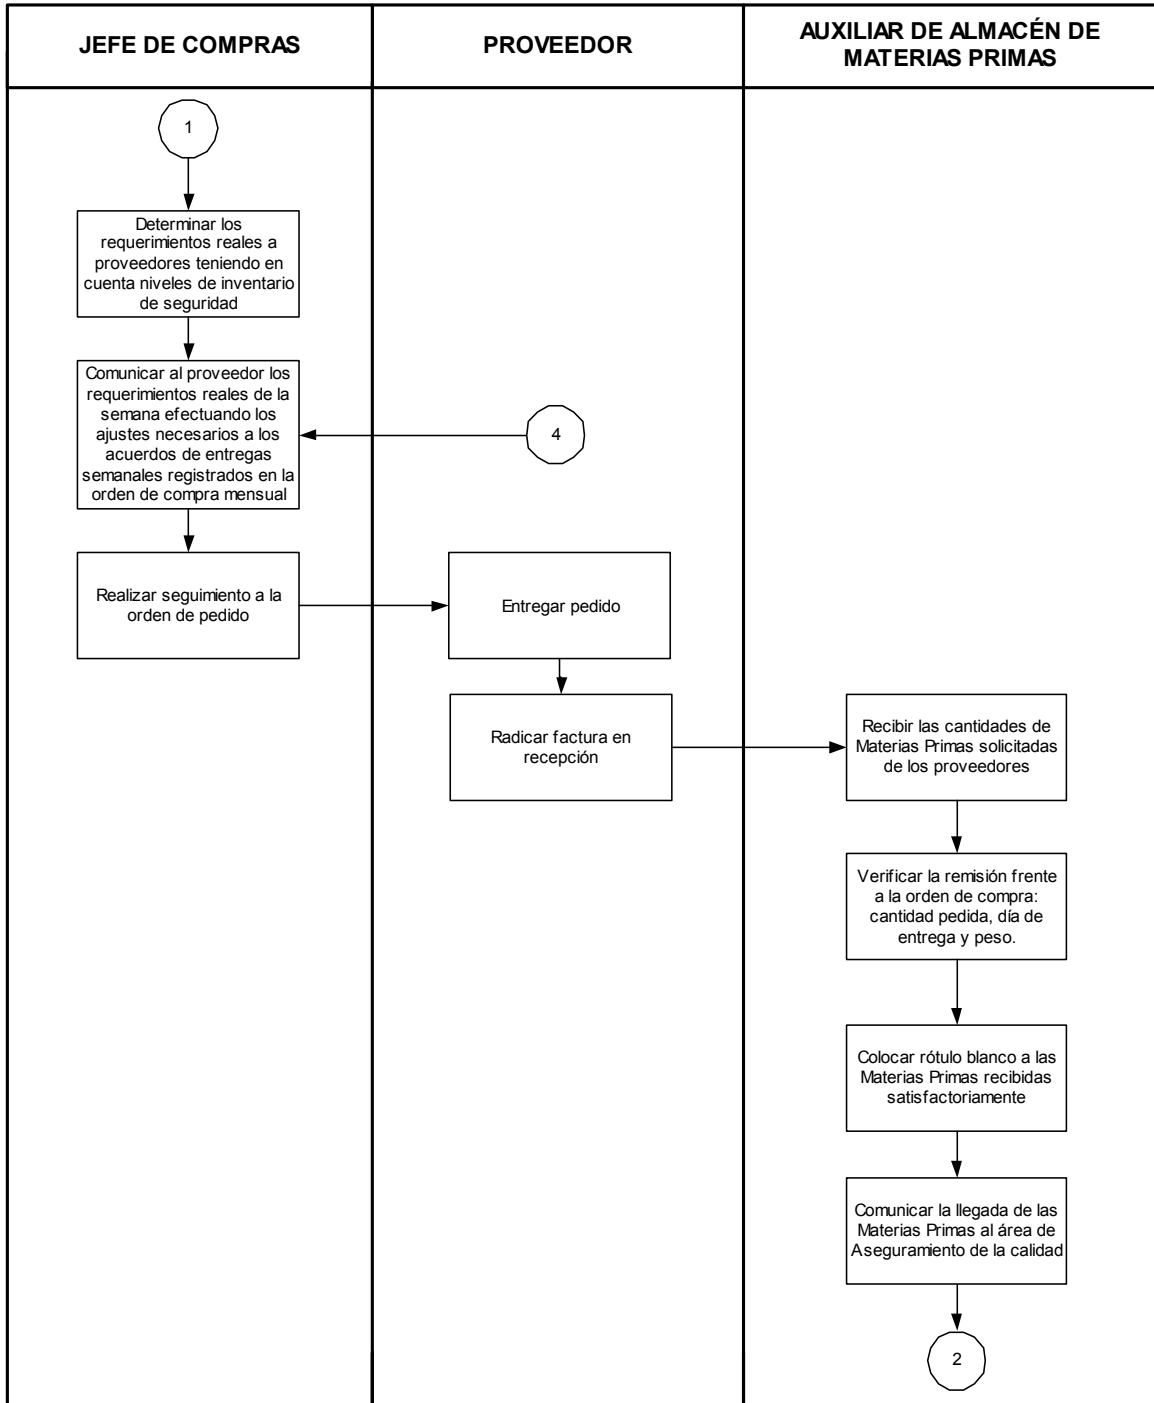 JEFE DE COMPRAS
PROVEEDOR
AUXILIAR DE ALMACÉN DE
MATERIAS PRIMAS
1
Determinar los
requerimientos reales a
proveedores teniendo en
cuenta niveles de inventario
de seguridad
Comunicar al proveedor los
requerimientos reales de la
semana efectuando los
ajustes necesarios a los
acuerdos de entregas
semanales registrados en la
orden de compra mensual
4
Realizar seguimiento a la
orden de pedido
Entregar pedido
Radicar factura en
recepción
Recibir las cantidades de
Materias Primas solicitadas
de los proveedores
Verificar la remisión frente
a la orden de compra:
cantidad pedida, día de
entrega y peso.
Colocar rótulo blanco a las
Materias Primas recibidas
satisfactoriamente
Comunicar la llegada de las
Materias Primas al área de
Aseguramiento de la calidad
2